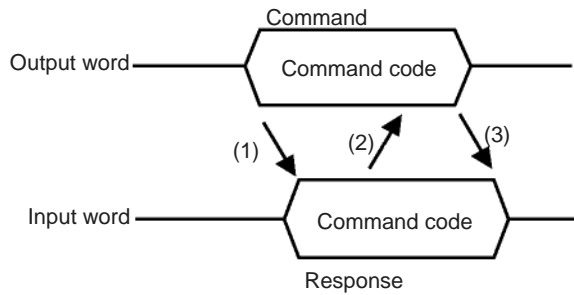 Command
Output word
Command code
(1)
(2)
(3)
Input word
Command code
Response